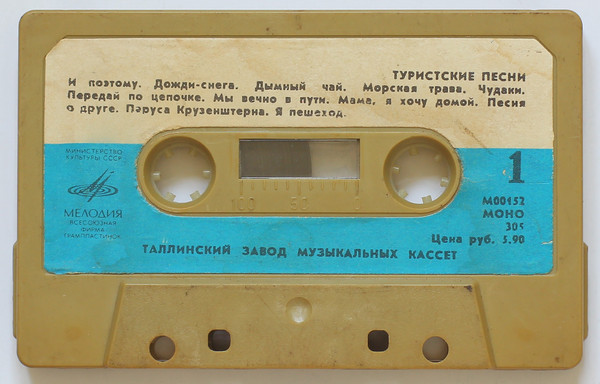 ТУРИСТСКИЕ ПЕСНИ
И поэтому. Дожди-снега. Дымный чай. Морская трава. Чудаки.
Передай по цепочке. Мы вечно в пути. Мама, я хочу домой. Песня
о друге. Паруса Крузенштерна. Я пешеход.
МИНИСТЕРСТВО
КУЛЬТУРЫ СССР
МЕЛОДИЯ
ВСЕСОЮЗНАЯ
ФИРМА
ГРАМПЛАСТИНОК
100 50 0
1
М00152
МОНО
305
Цена руб. 5.90
ТАЛЛИНСКИЙ ЗАВОД МУЗЫКАЛЬНЫХ КАССЕТ